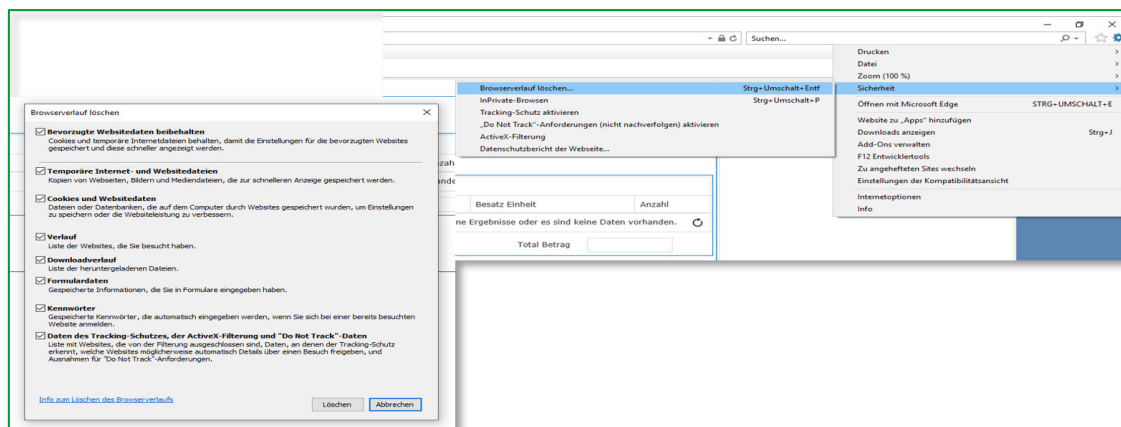 Suchen...
Drucken
Datei
Zoom (100 %)
Sicherheit
Öffnen mit Microsoft Edge STRG+UMSCHALT+E
Website zu „Apps" hinzufügen
Downloads anzeigen Strg+J
Add-Ons verwalten
F12 Entwicklertools
Zu angehefteten Sites wechseln
Einstellungen der Kompatibilitätsansicht
Internetoptionen
Info
Browserverlauf löschen... Strg+Umschalt+Entf
InPrivate-Browsen Strg+Umschalt+P
Tracking-Schutz aktivieren
„Do Not Track"-Anforderungen (nicht nachverfolgen) aktivieren
ActiveX-Filterung
Datenschutzbericht der Webseite...
Besatz Einheit Anzahl
ne Ergebnisse oder es sind keine Daten vorhanden.
Total Betrag
Browserverlauf löschen
Bevorzugte Websitedaten beibehalten
Cookies und temporäre Internetdateien behalten, damit die Einstellungen für die bevorzugten Websites
gespeichert und diese schneller angezeigt werden.
Temporäre Internet- und Websitedateien
Kopien von Webseiten, Bildern und Mediendateien, die zur schnelleren Anzeige gespeichert werden.
Cookies und Websitedaten
Dateien oder Datenbanken, die auf dem Computer durch Websites gespeichert wurden, um Einstellungen
zu speichern oder die Websiteleistung zu verbessern.
Verlauf
Liste der Websites, die Sie besucht haben.
Downloadverlauf
Liste der heruntergeladenen Dateien.
Formulardaten
Gespeicherte Informationen, die Sie in Formulare eingegeben haben.
Kennwörter
Gespeicherte Kennwörter, die automatisch eingegeben werden, wenn Sie sich bei einer bereits besuchten
Website anmelden.
Daten des Tracking-Schutzes, der ActiveX-Filterung und "Do Not Track"-Daten
Liste mit Websites, die von der Filterung ausgeschlossen sind, Daten, an denen der Tracking-Schutz
erkennt, welche Websites möglicherweise automatisch Details über einen Besuch freigeben, und
Ausnahmen für "Do Not Track"-Anforderungen.
Info zum Löschen des Browserverlaufs
Löschen Abbrechen